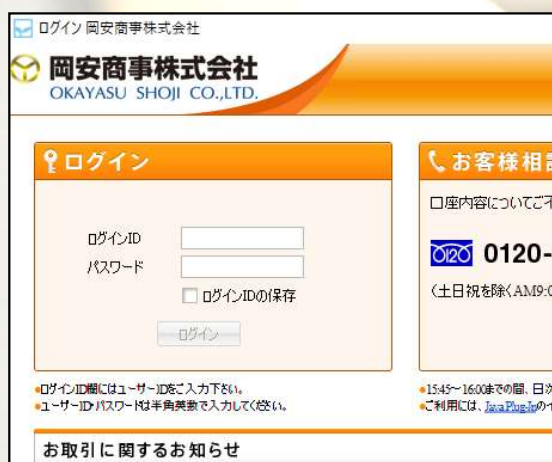 ログイン 岡安商事株式会社
岡安商事株式会社
OKAYASU SHOJI CO.,LTD.
ログイン
ログインID
パスワード
ログインIDの保存
ログイン
●ログインID欄にはユーザーIDをご入力下さい。
●ユーザーID・パスワードは半角英数で入力してください。
お客様相
口座内容についてご
0120 0120-
(土日祝を除くAM9:0
●15:45~16:00までの間、日
●ご利用には、Java Plug-Inの
お取引に関するお知らせ